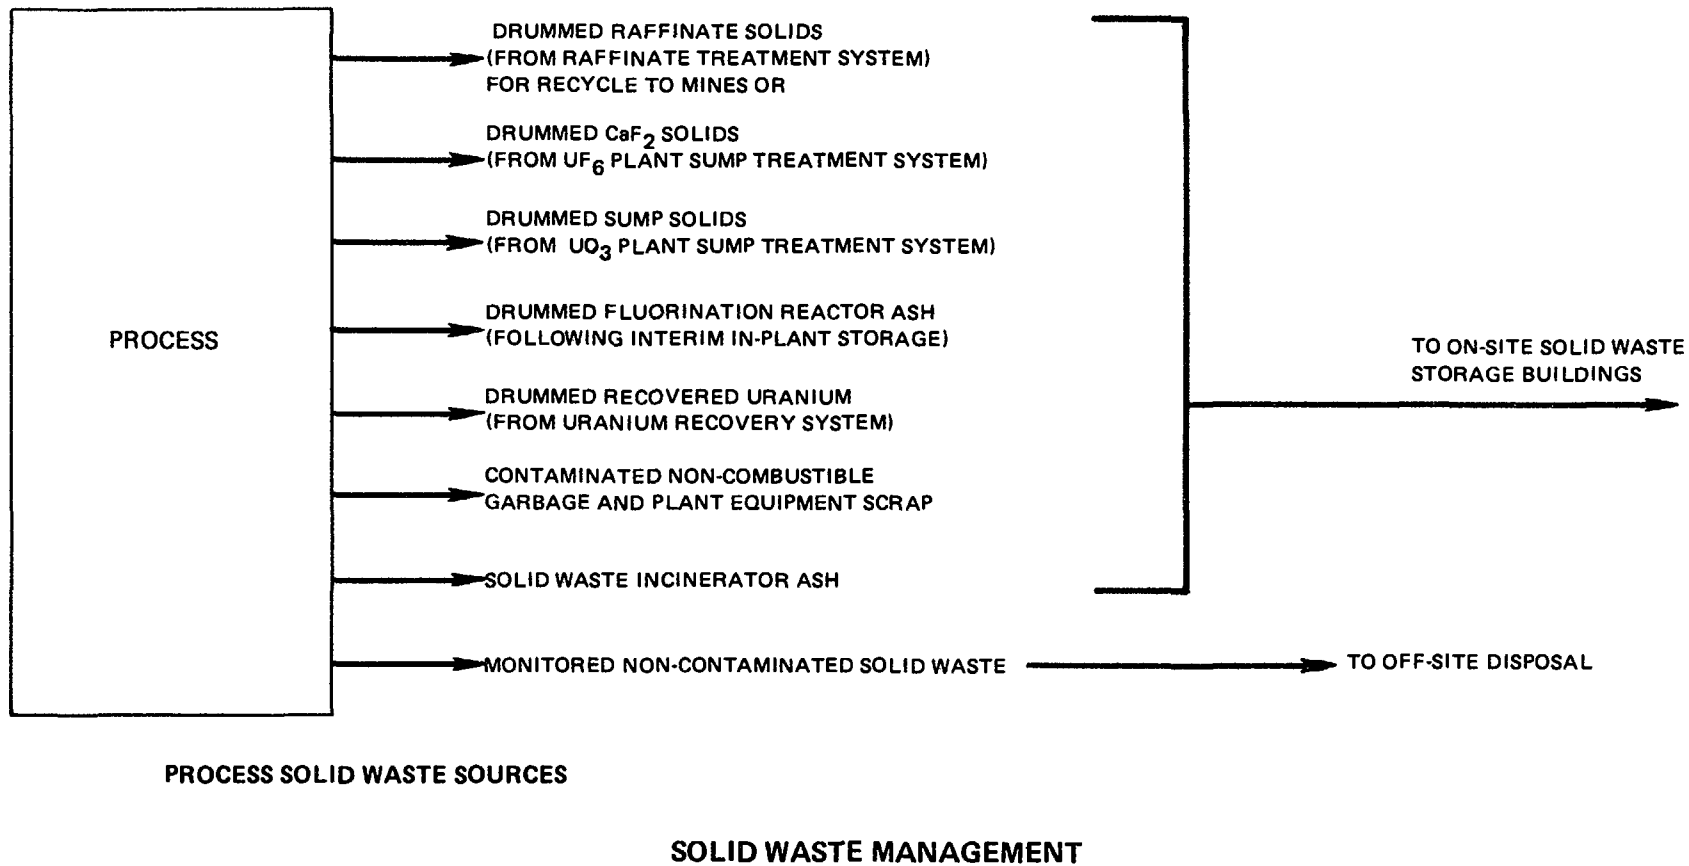 DRUMMED RAFFINATE SOLIDS
(FROM RAFFINATE TREATMENT SYSTEM)
FOR RECYCLE TO MINES OR
DRUMMED CaF2 SOLIDS
(FROM UF6 PLANT SUMP TREATMENT SYSTEM)
DRUMMED SUMP SOLIDS
(FROM UO3 PLANT SUMP TREATMENT SYSTEM)
DRUMMED FLUORINATION REACTOR ASH
(FOLLOWING INTERIM IN-PLANT STORAGE)
PROCESS
TO ON-SITE SOLID WASTE
STORAGE BUILDINGS
DRUMMED RECOVERED URANIUM
(FROM URANIUM RECOVERY SYSTEM)
CONTAMINATED NON-COMBUSTIBLE
GARBAGE AND PLANT EQUIPMENT SCRAP
SOLID WASTE INCINERATOR ASH
MONITORED NON-CONTAMINATED SOLID WASTE
TO OFF-SITE DISPOSAL
PROCESS SOLID WASTE SOURCES
SOLID WASTE MANAGEMENT